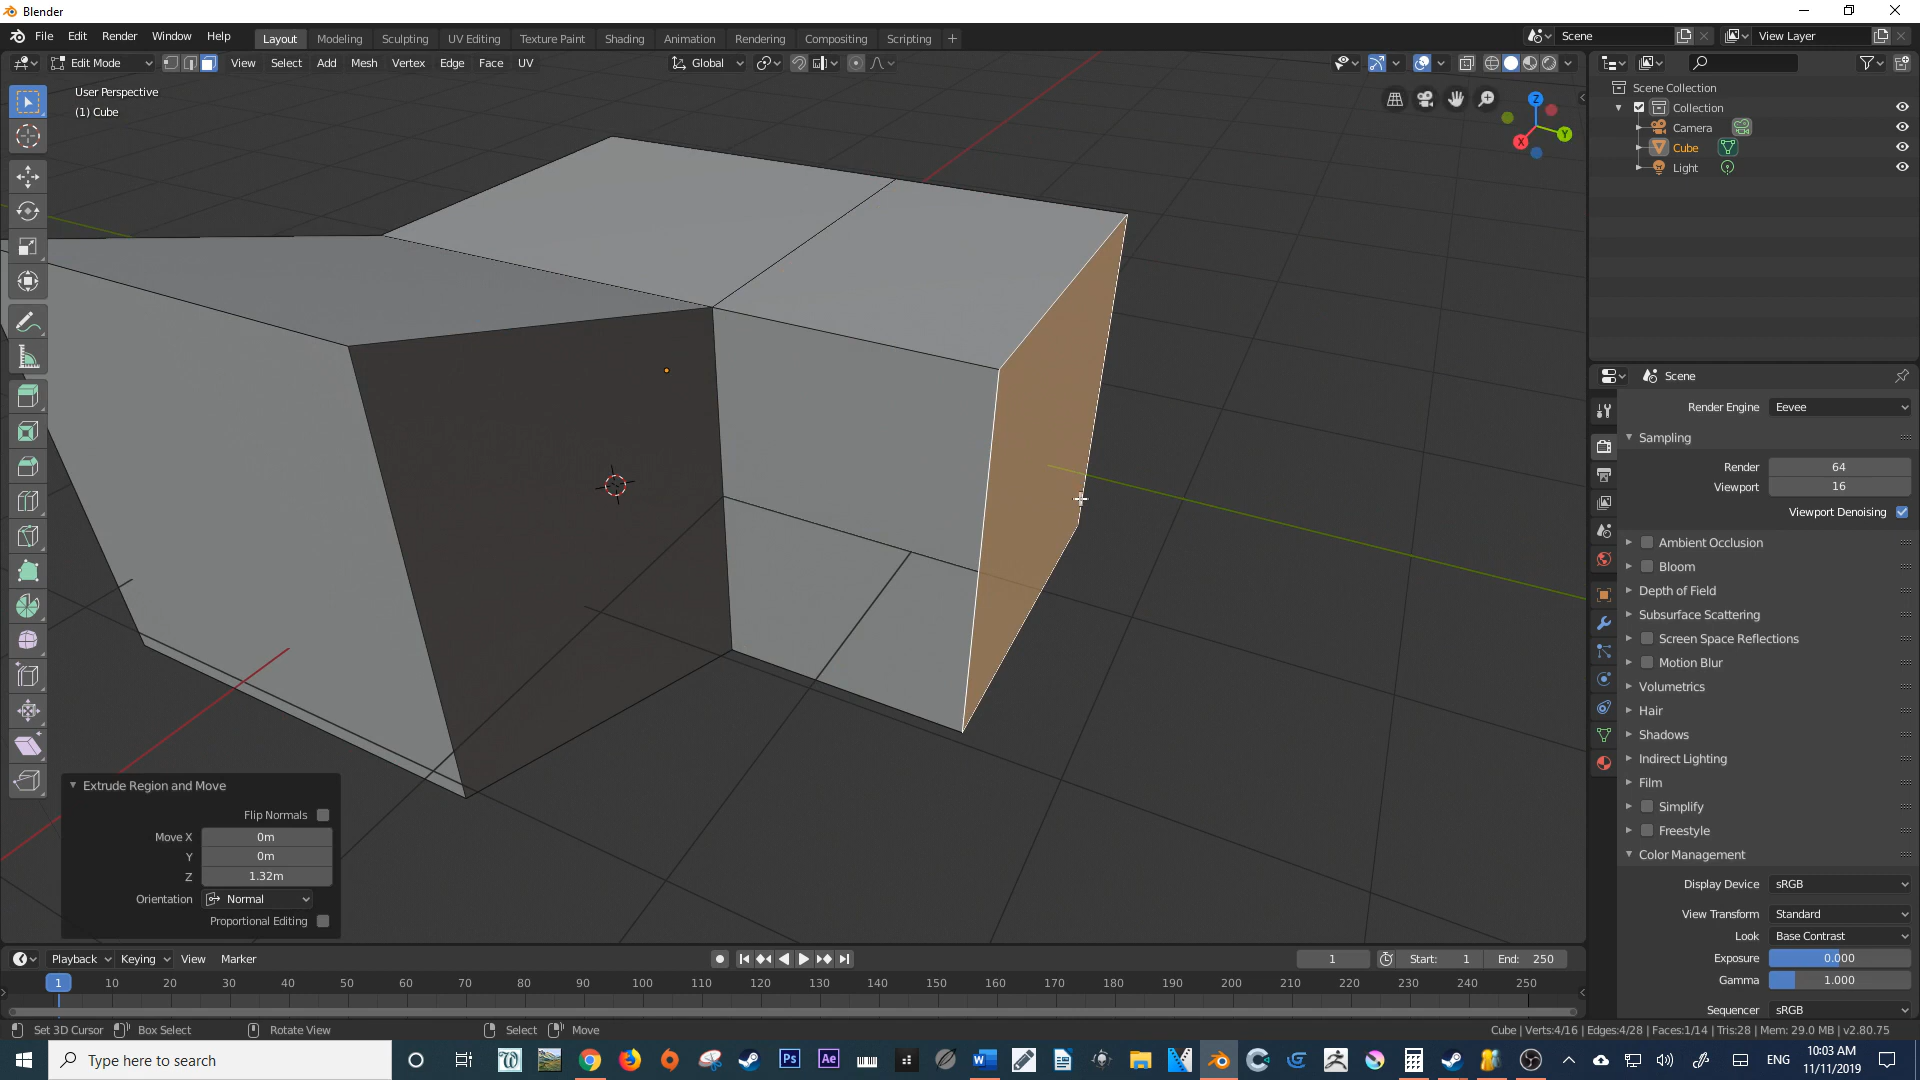 Blender
File Edit Render Window Help
Layout Modeling Sculpting UV Editing Texture Paint Shading Animation Rendering Compositing Scripting +
Scene
View Layer
Edit Mode
View Select Add Mesh Vertex Edge Face UV
Global
User Perspective
(1) Cube
Z
Y
X
Scene Collection
Collection
Camera
Cube
Light
Scene
Render Engine Eevee
Sampling
Render 64
Viewport 16
Viewport Denoising
Ambient Occlusion
Bloom
Depth of Field
Subsurface Scattering
Screen Space Reflections
Motion Blur
Volumetrics
Hair
Shadows
Indirect Lighting
Film
Simplify
Freestyle
Color Management
Display Device sRGB
View Transform Standard
Look Base Contrast
Exposure 0.000
Gamma 1.000
Sequencer sRGB
Extrude Region and Move
Flip Normals
Move X 0m
Y 0m
Z 1.32m
Orientation Normal
Proportional Editing
Playback Keying View Marker
1
Start: 1
End: 250
1 10 20 30 40 50 60 70 80 90 100 110 120 130 140 150 160 170 180 190 200 210 220 230 240 250
Set 3D Cursor Box Select Rotate View Select Move
Cube | Verts:4/16 | Edges:4/28 | Faces:1/14 | Tris:28 | Mem: 29.0 MB | v2.80.75
Type here to search
Ps
Ae
ENG
10:03 AM
11/11/2019